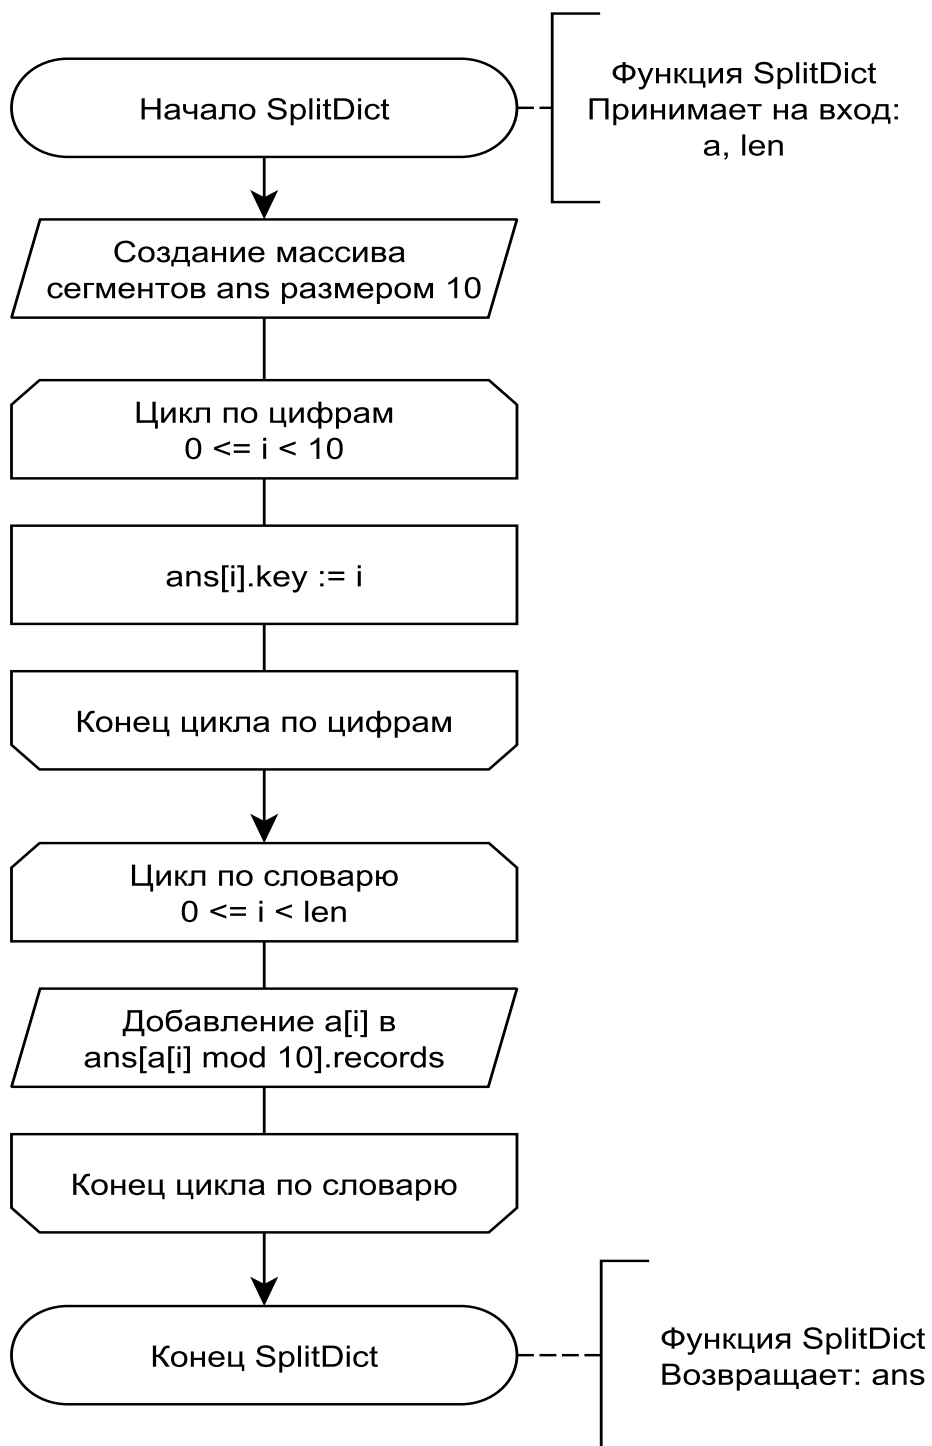 Начало SplitDict
Функция SplitDict
Принимает на вход:
a, len
Создание массива
сегментов ans размером 10
Цикл по цифрам
0 <= i < 10
ans[i].key := i
Конец цикла по цифрам
Цикл по словарю
0 <= i < len
Добавление a[i] в
ans[a[i] mod 10].records
Конец цикла по словарю
Конец SplitDict
Функция SplitDict
Возвращает: ans